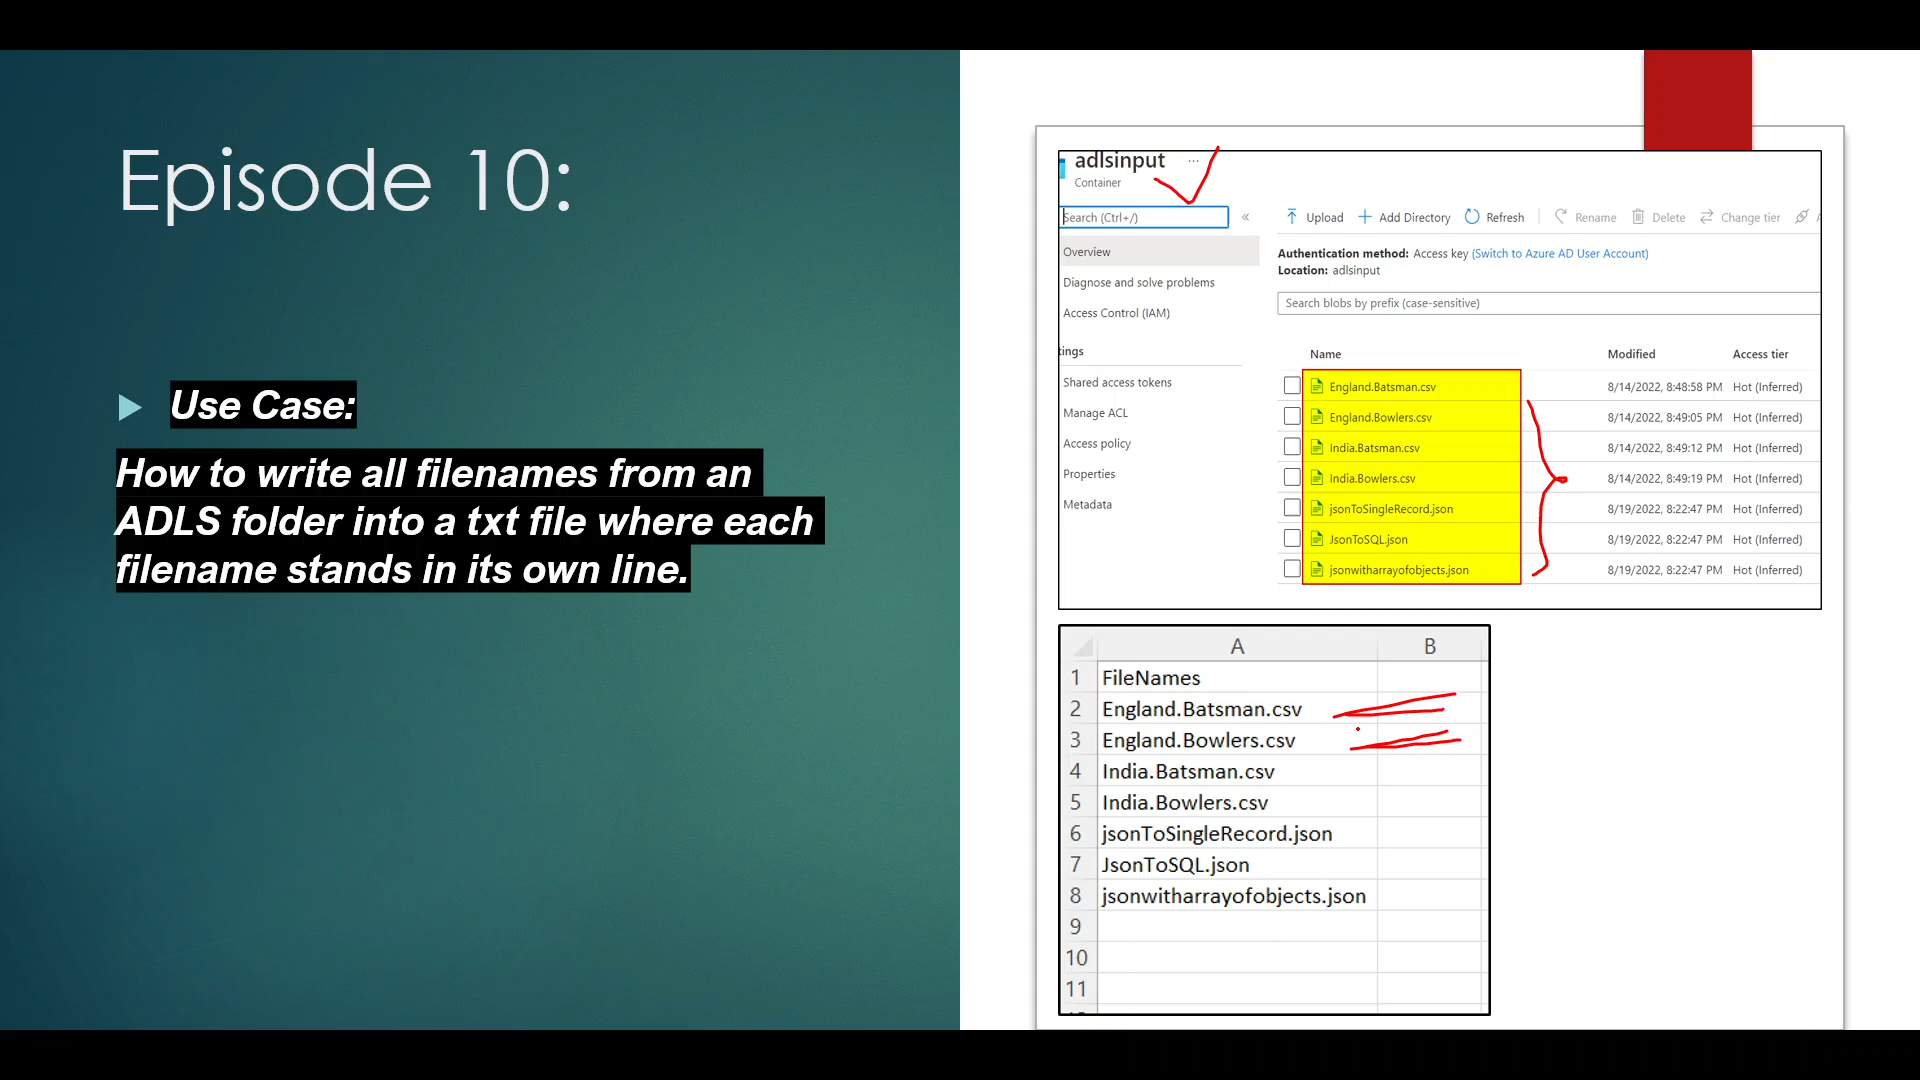 Episode 10:
Use Case:
How to write all filenames from an
ADLS folder into a txt file where each
filename stands in its own line.
adlsinput ...
Container
Search (Ctrl+/) «
Overview
Diagnose and solve problems
Access Control (IAM)
tings
Shared access tokens
Manage ACL
Access policy
Properties
Metadata
Upload Add Directory Refresh Rename Delete Change tier
Authentication method: Access key (Switch to Azure AD User Account)
Location: adlsinput
Search blobs by prefix (case-sensitive)
Name Modified Access tier
England.Batsman.csv 8/14/2022, 8:48:58 PM Hot (Inferred)
England.Bowlers.csv 8/14/2022, 8:49:05 PM Hot (Inferred)
India.Batsman.csv 8/14/2022, 8:49:12 PM Hot (Inferred)
India.Bowlers.csv 8/14/2022, 8:49:19 PM Hot (Inferred)
jsonToSingleRecord.json 8/19/2022, 8:22:47 PM Hot (Inferred)
JsonToSQL.json 8/19/2022, 8:22:47 PM Hot (Inferred)
jsonwitharrayofobjects.json 8/19/2022, 8:22:47 PM Hot (Inferred)
A B
1 FileNames
2 England.Batsman.csv
3 England.Bowlers.csv
4 India.Batsman.csv
5 India.Bowlers.csv
6 jsonToSingleRecord.json
7 JsonToSQL.json
8 jsonwitharrayofobjects.json
9
10
11